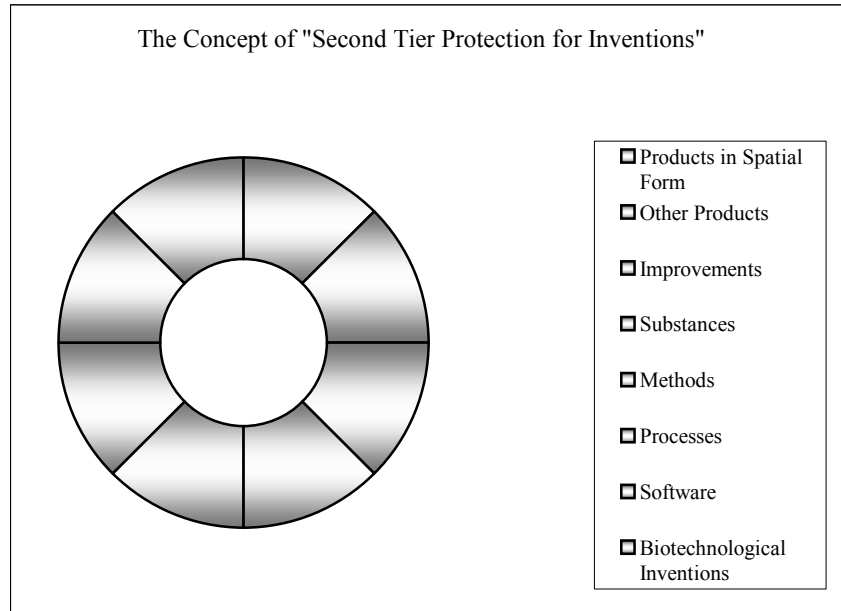 The Concept of "Second Tier Protection for Inventions"
Products in Spatial
Form
Other Products
Improvements
Substances
Methods
Processes
Software
Biotechnological
Inventions